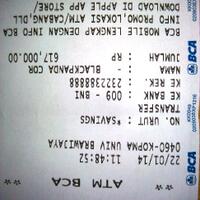 ATM BCA
22/01/14 11:48:52
0460-KOPMA UNIV BRAWIJAYA
NO. URUT : *SAVINGS
TRANSFER
KE BANK : 009 - BNI
KE REK. : 232388888
NAMA : BLACKPANDA COR
JUMLAH : RP 617,000.00
BCA MOBILE LENGKAP DENGAN INFO BCA
INFO PROMO, LOKASI ATM/CABANG, DLL
DOWNLOAD DI APPLE APP STORE/
BCA
BCA